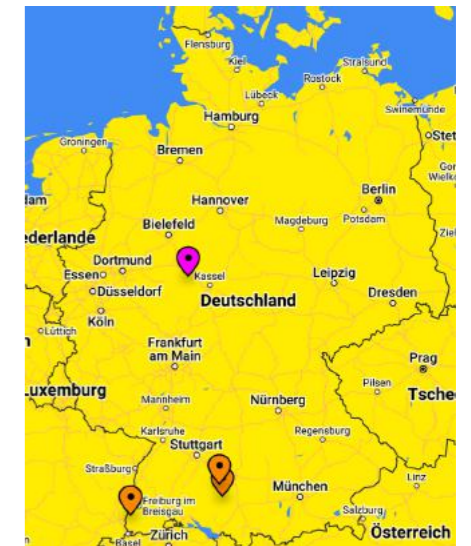 Flensburg
Kiel
Stralsund
Rostock
Lübeck
Swinemünde
Hamburg
Groningen
Bremen
Berlin
Hannover
Potsdam
Magdeburg
Bielefeld
ederlande
Dortmund
Essen
Kassel
Leipzig
Düsseldorf
Deutschland
Dresden
Köln
Lüttich
Frankfurt
am Main
Prag
Pilsen
Tsche
uxemburg
Mannheim
Nürnberg
Karlsruhe
Regensburg
Stuttgart
Straßburg
Linz
München
Freiburg im
Breisgau
Salzburg
Österreich
Zürich
Basel